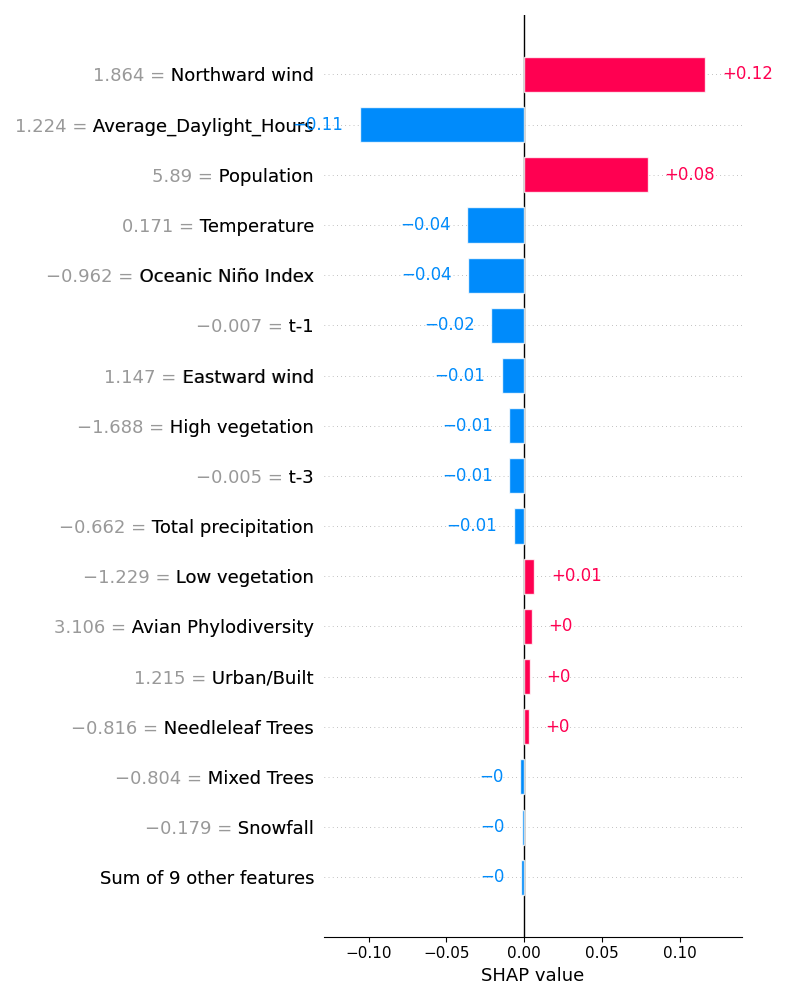 1.864 = Northward wind +0.12
1.224 = Average_Daylight_Hours −0.11
5.89 = Population +0.08
0.171 = Temperature −0.04
−0.962 = Oceanic Niño Index −0.04
−0.007 = t-1 −0.02
1.147 = Eastward wind −0.01
−1.688 = High vegetation −0.01
−0.005 = t-3 −0.01
−0.662 = Total precipitation −0.01
−1.229 = Low vegetation +0.01
3.106 = Avian Phylodiversity +0
1.215 = Urban/Built +0
−0.816 = Needleleaf Trees +0
−0.804 = Mixed Trees −0
−0.179 = Snowfall −0
Sum of 9 other features −0
−0.10 −0.05 0.00 0.05 0.10
SHAP value